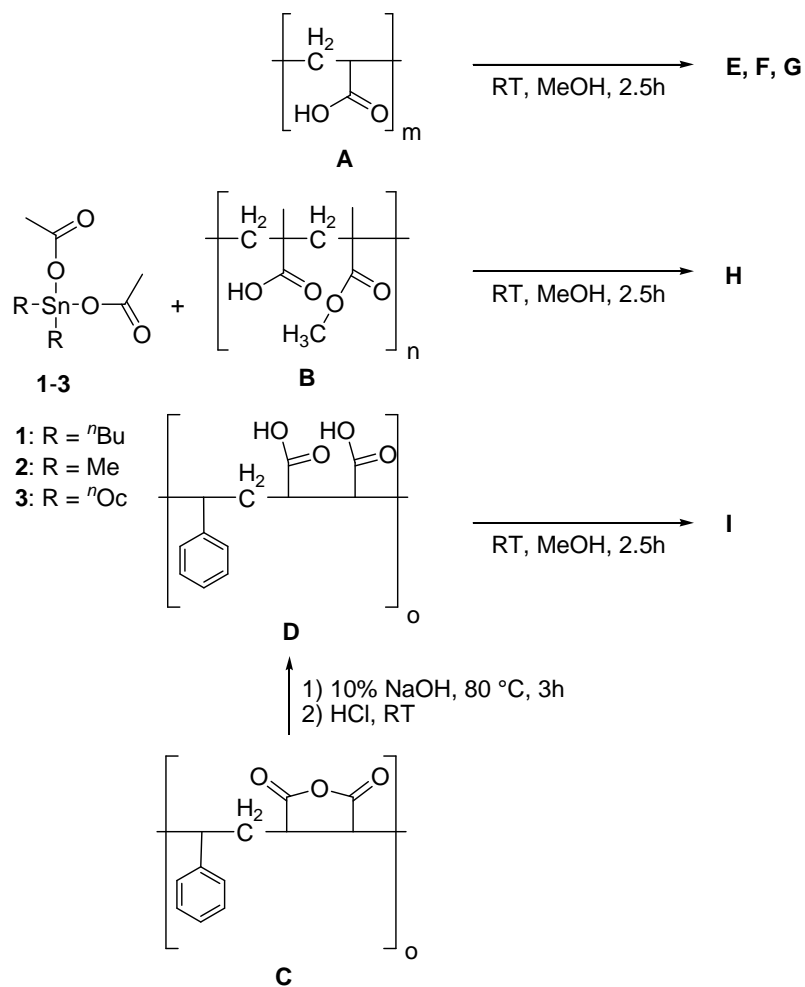 H2
C
HO O
m
A
RT, MeOH, 2.5h
E, F, G
O
O
R Sn O
R O
1-3
+
H2 H2
C C
HO O O O
H3C
n
B
RT, MeOH, 2.5h
H
1: R = nBu
2: R = Me
3: R = nOc
HO HO
O O
H2
C
o
D
RT, MeOH, 2.5h
I
1) 10% NaOH, 80 °C, 3h
2) HCl, RT
O O O
H2
C
o
C